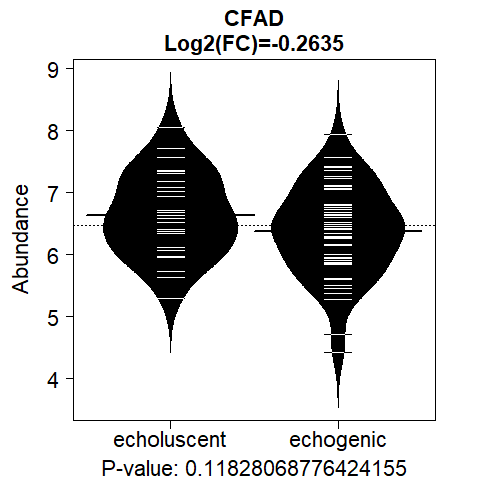 CFAD
Log2(FC)=-0.2635
Abundance
9
8
7
6
5
4
echoluscent echogenic
P-value: 0.11828068776424155